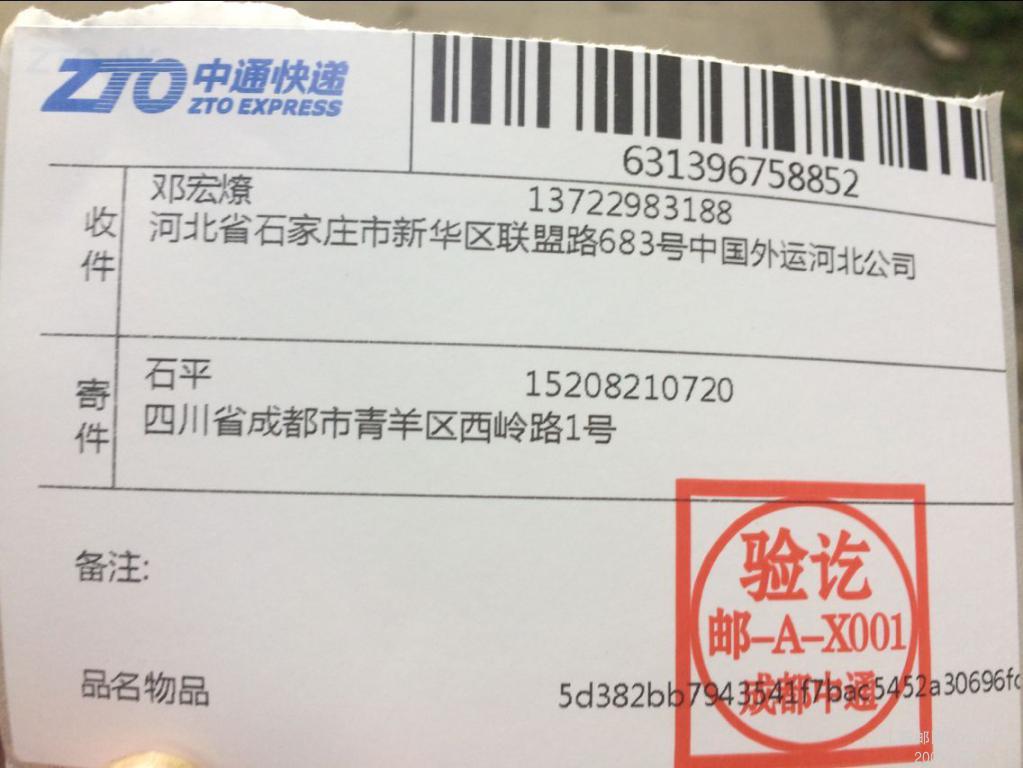 ZTO 中通快递
ZTO EXPRESS
631396758852
收件
邓宏燎 13722983188
河北省石家庄市新华区联盟路683号中国外运河北公司
寄件
石平 15208210720
四川省成都市青羊区西岭路1号
备注:
验讫
邮-A-X001
成都中通
品名物品
5d382bb7943541f7bac5452a30696f